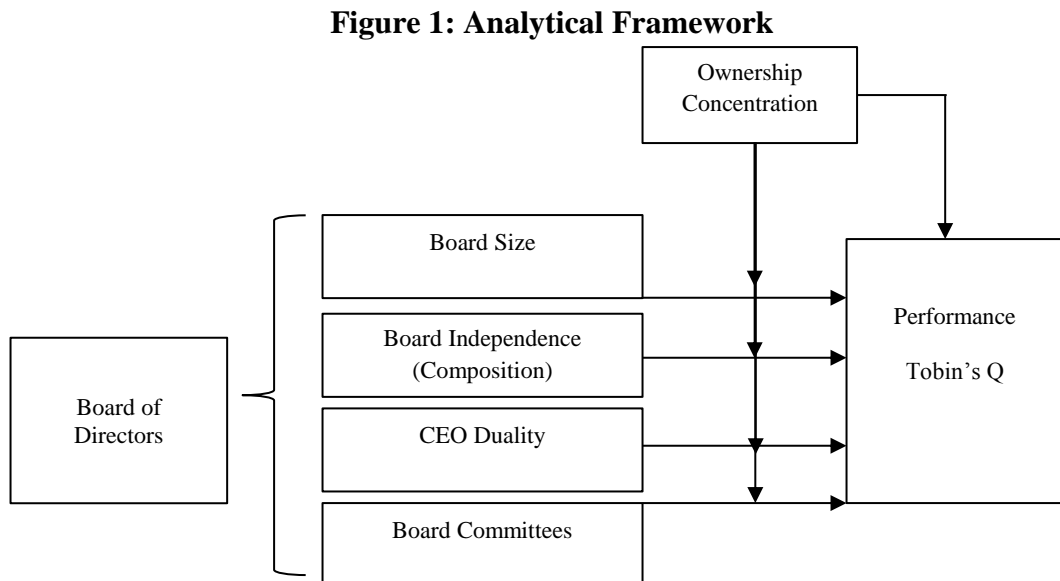 Figure 1: Analytical Framework
Ownership
Concentration
Board Size
Board Independence
(Composition)
CEO Duality
Board Committees
Board of
Directors
Performance
Tobin’s Q